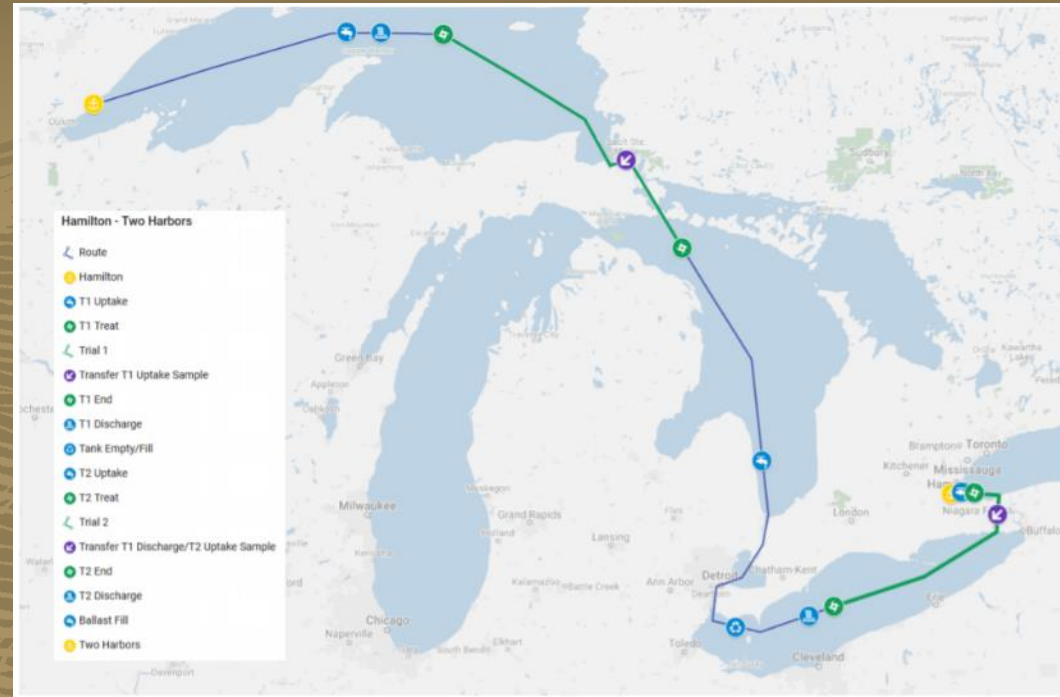 Hamilton - Two Harbors
Route
Hamilton
T1 Uptake
T1 Treat
Trial 1
Transfer T1 Uptake Sample
T1 End
T1 Discharge
Tank Empty/Fill
T2 Uptake
T2 Treat
Trial 2
Transfer T1 Discharge/T2 Uptake Sample
T2 End
T2 Discharge
Ballast Fill
Two Harbors
Sudbury
North Bay
Green Bay
Appleton
Milwaukee
Muskegon
Grand Rapids
Holland
Lansing
Kalamazoo
Battle Creek
Ann Arbor
Detroit
Dearborn
Chatham-Kent
London
Kitchener
Brampton
Toronto
Mississauga
Niagara F
Buffalo
Erie
Toledo
Cleveland
Chicago
Naperville
South Bend
Elkhart
Davenport
Kawartha
Lakes